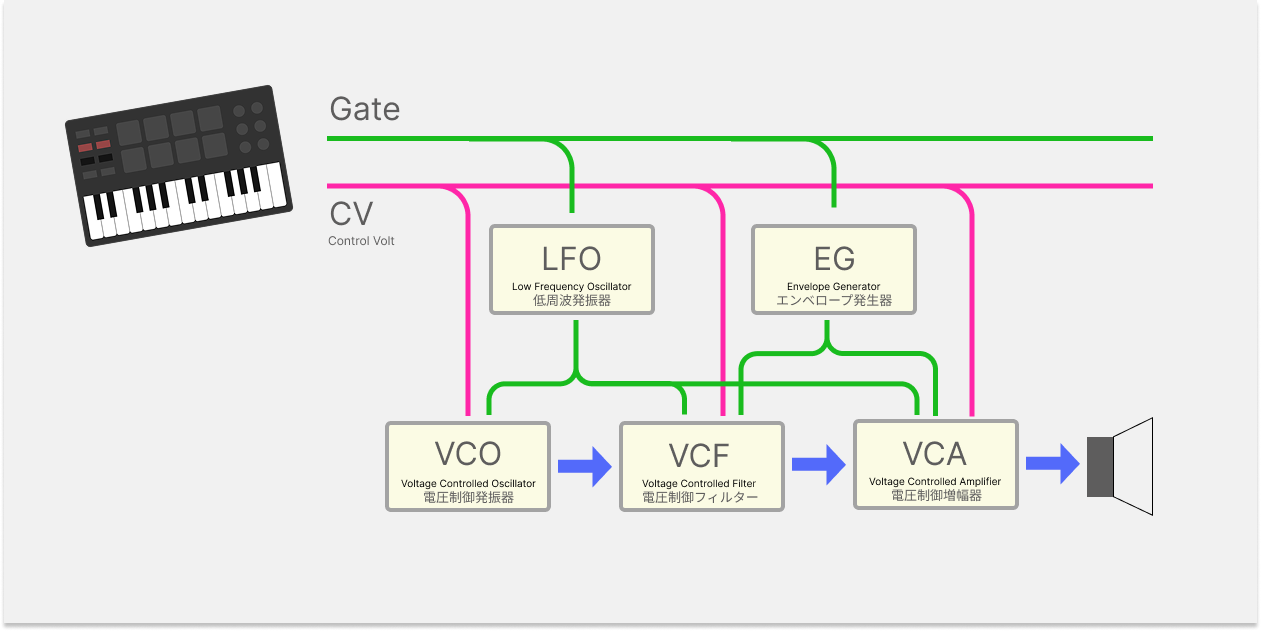 Gate
CV
Control Volt
LFO
Low Frequency Oscillator
低周波発振器
EG
Envelope Generator
エンベロープ発生器
VCO
Voltage Controlled Oscillator
電圧制御発振器
VCF
Voltage Controlled Filter
電圧制御フィルター
VCA
Voltage Controlled Amplifier
電圧制御増幅器